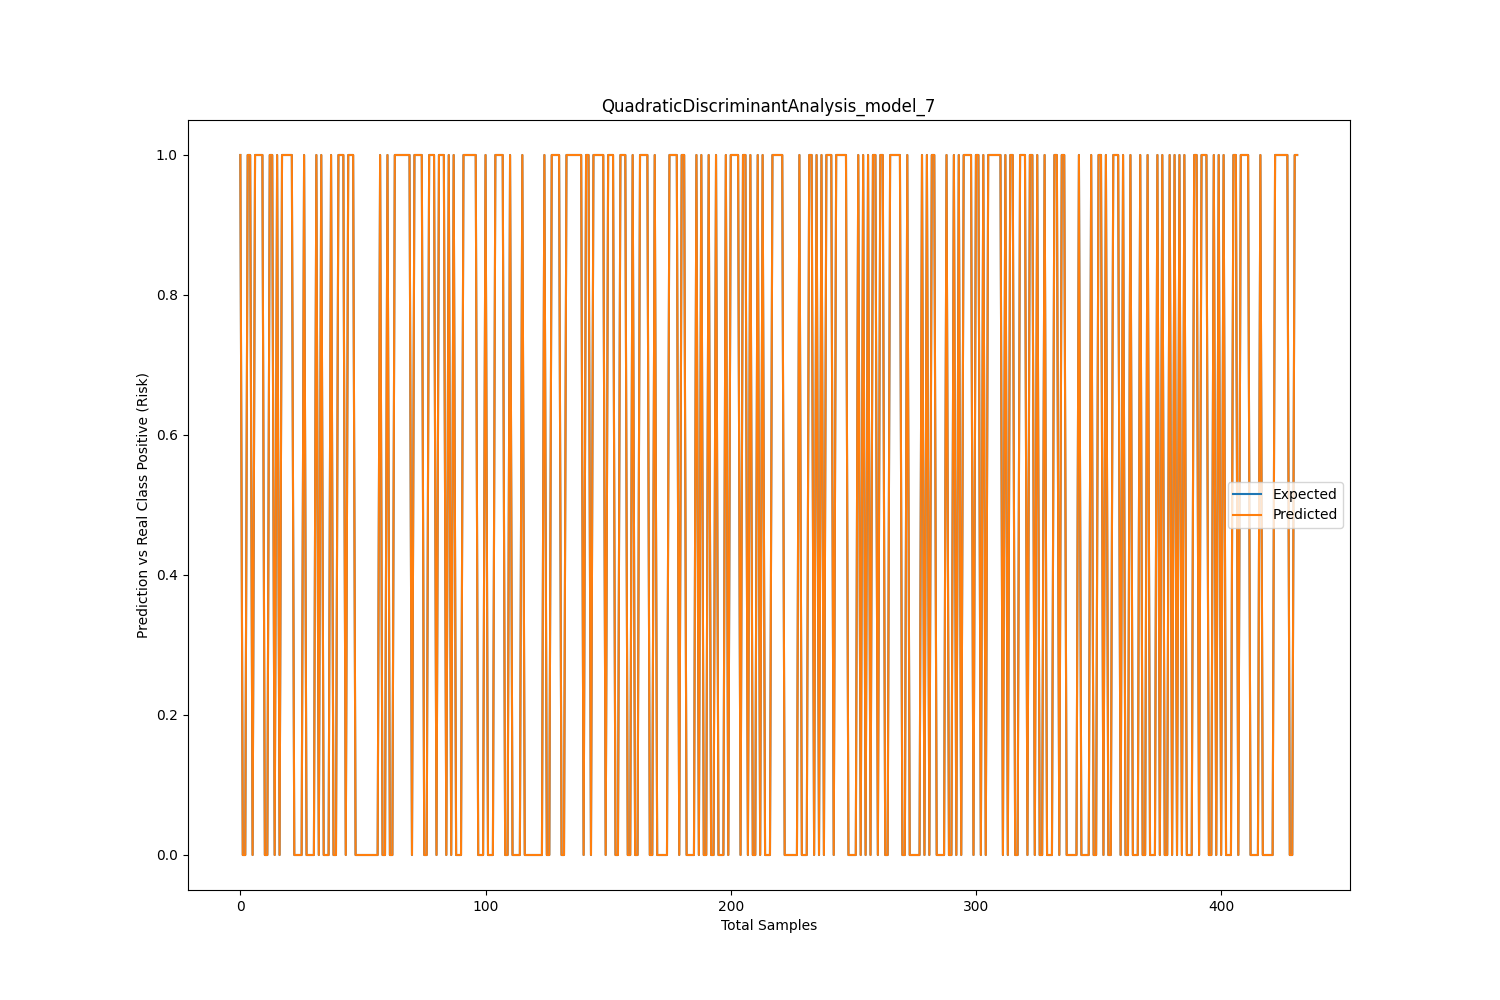 QuadraticDiscriminantAnalysis_model_7
Prediction vs Real Class Positive (Risk)
1.0
0.8
0.6
0.4
0.2
0.0
Expected
Predicted
0
100
200
300
400
Total Samples